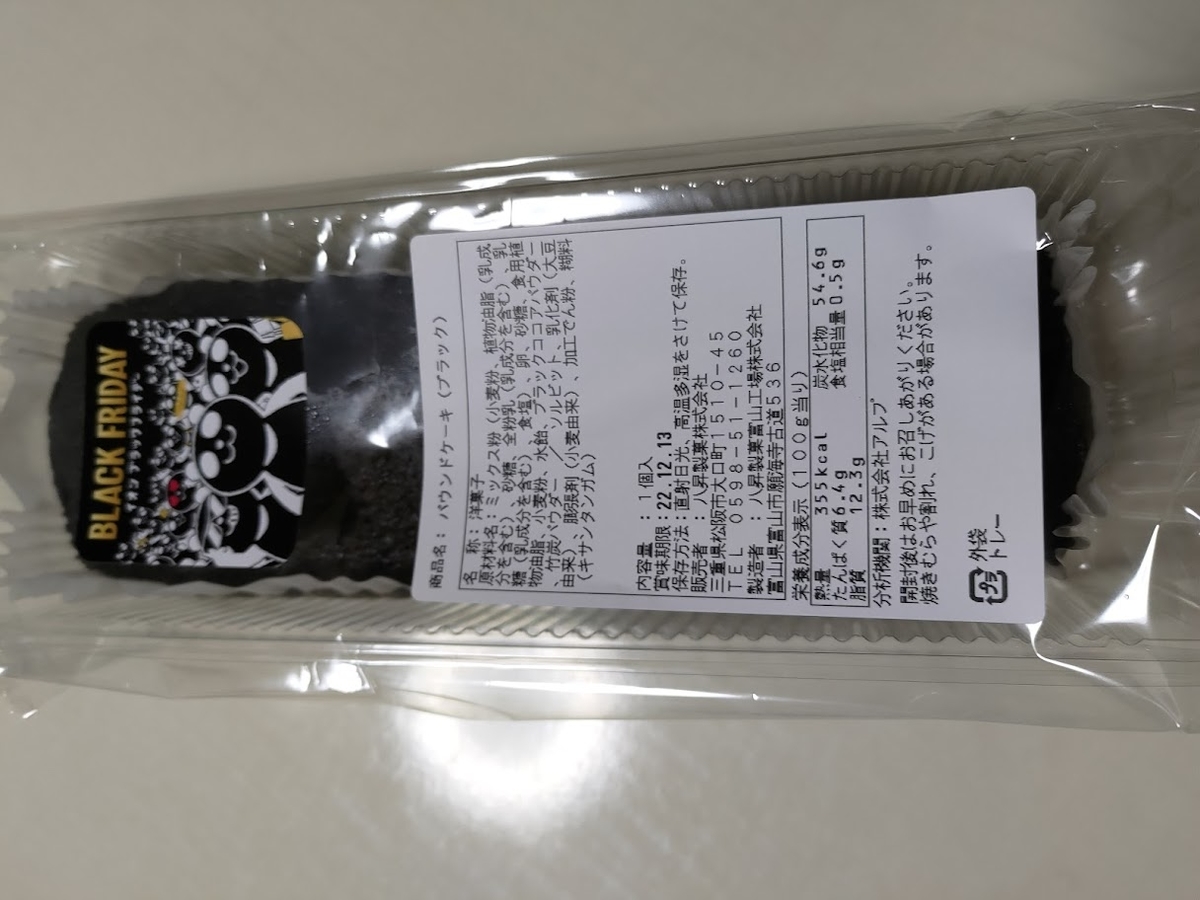 BLACK FRIDAY
イオン ブラックフライデー
商品名： パウンドケーキ（ブラック）
名　称：洋菓子
原材料名：ミックス粉（小麦粉、植物油脂（乳成
分を含む）、砂糖、全粉乳（乳成分を含む）、乳
糖（乳成分を含む）、食塩）、卵、砂糖、食用植
物油脂、小麦粉、水飴、ブラックココアパウダー
、竹炭パウダー ／ ソルビット、乳化剤（大豆
由来）、膨張剤（小麦由来）、加工でん粉、糊料
（キサンタンガム）
内容量　：１個入
賞味期限：22.12.13
保存方法：直射日光、高温多湿をさけて保存。
販売者　：八昇製菓株式会社
三重県松阪市大口町１５１０－４５
ＴＥＬ　０５９８－５１－１２６０
製造者　：八昇製菓富山工場株式会社
富山県富山市願海寺古道５３６
栄養成分表示（１００ｇ当り）
熱量　355kcal　炭水化物　54.6g
たんぱく質6.4g　食塩相当量0.5g
脂質　12.3g
分析機関：株式会社アルプ
開封後はお早めにお召しあがりください。
焼きむらや割れ、こげがある場合があります。
プラ 外袋
トレー